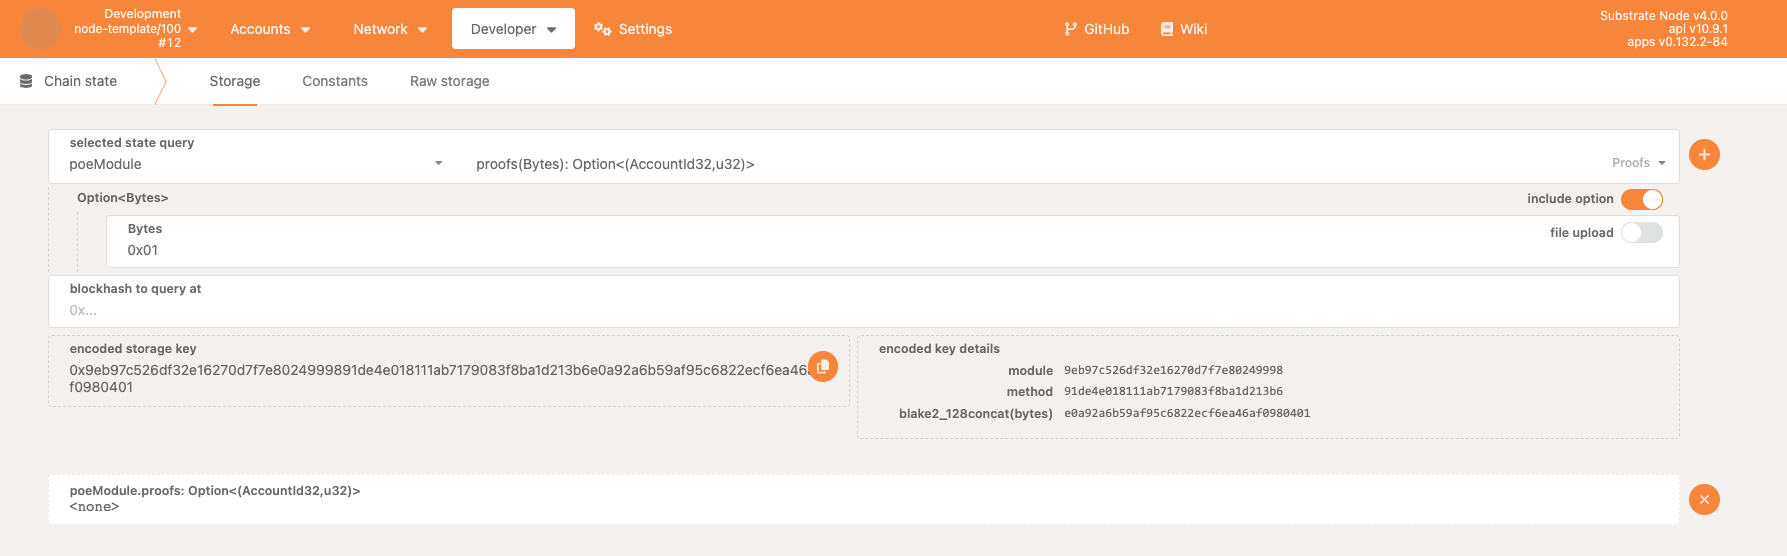 Development
node-template/100
#12
Accounts
Network
Developer
Settings
GitHub
Wiki
Substrate Node v4.0.0
api v10.9.1
apps v0.132.2-84
Chain state
Storage
Constants
Raw storage
selected state query
poeModule
proofs(Bytes): Option<(AccountId32,u32)>
Proofs
Option<Bytes>
include option
Bytes
0x01
file upload
blockhash to query at
0x...
encoded storage key
0x9eb97c526df32e16270d7f7e8024999891de4e018111ab7179083f8ba1d213b6e0a92a6b59af95c6822ecf6ea46a
f0980401
encoded key details
module 9eb97c526df32e16270d7f7e80249998
method 91de4e018111ab7179083f8ba1d213b6
blake2_128concat(bytes) e0a92a6b59af95c6822ecf6ea46af0980401
poeModule.proofs: Option<(AccountId32,u32)>
<none>